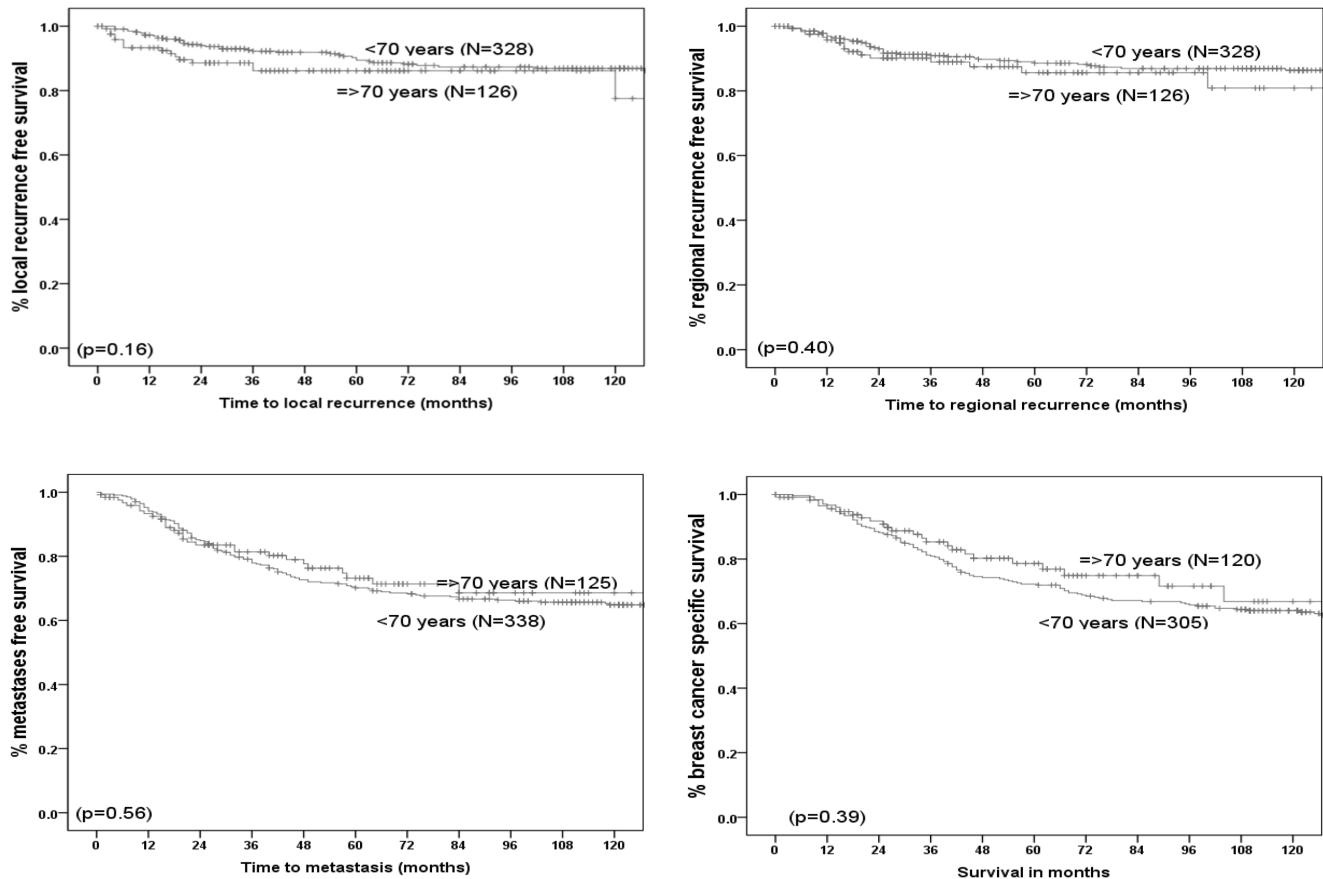 % local recurrence free survival
1.0
0.8
0.6
0.4
0.2
0.0
<70 years (N=328)
=>70 years (N=126)
(p=0.16)
0 12 24 36 48 60 72 84 96 108 120
Time to local recurrence (months)
% regional recurrence free survival
1.0
0.8
0.6
0.4
0.2
0.0
<70 years (N=328)
=>70 years (N=126)
(p=0.40)
0 12 24 36 48 60 72 84 96 108 120
Time to regional recurrence (months)
% metastases free survival
1.0
0.8
0.6
0.4
0.2
0.0
=>70 years (N=125)
<70 years (N=338)
(p=0.56)
0 12 24 36 48 60 72 84 96 108 120
Time to metastasis (months)
% breast cancer specific survival
1.0
0.8
0.6
0.4
0.2
0.0
=>70 years (N=120)
<70 years (N=305)
(p=0.39)
0 12 24 36 48 60 72 84 96 108 120
Survival in months